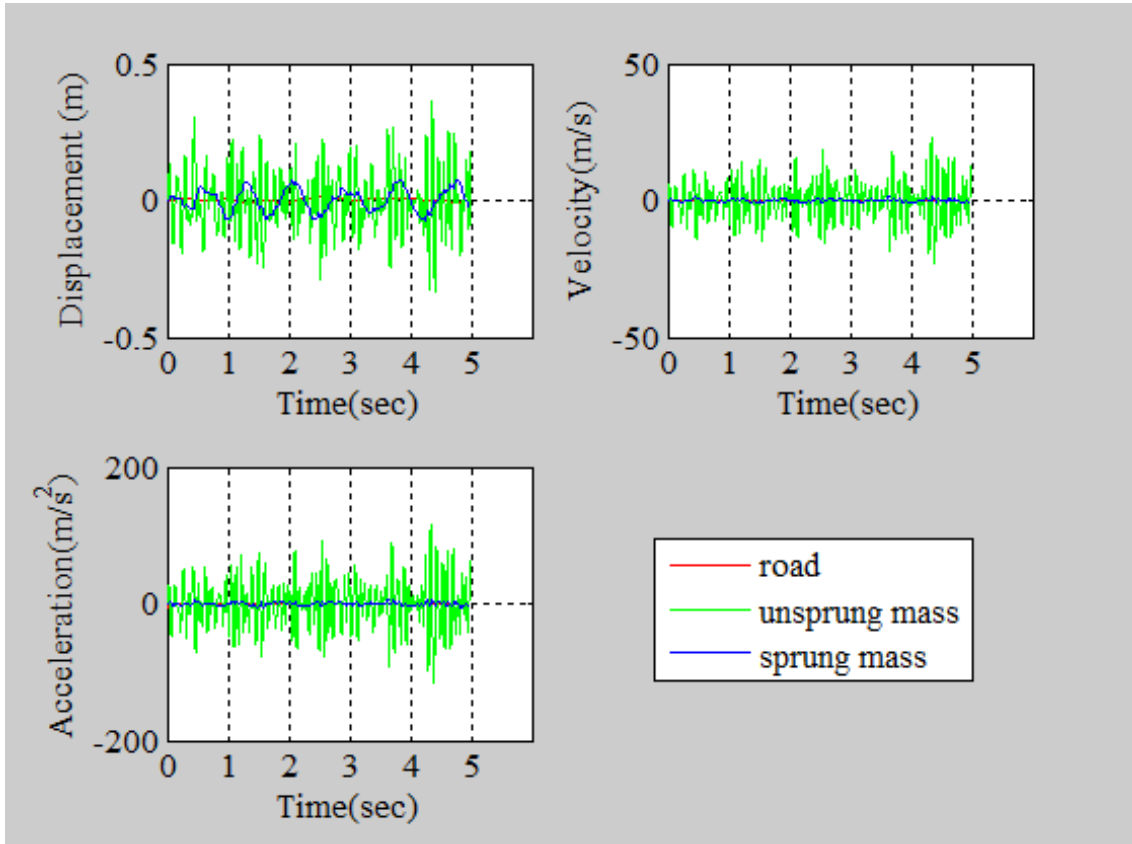 Displacement (m)
0.5
0
-0.5
0 1 2 3 4 5
Time(sec)
Velocity(m/s)
50
0
-50
0 1 2 3 4 5
Time(sec)
Acceleration(m/s²)
200
0
-200
0 1 2 3 4 5
Time(sec)
road
unsprung mass
sprung mass